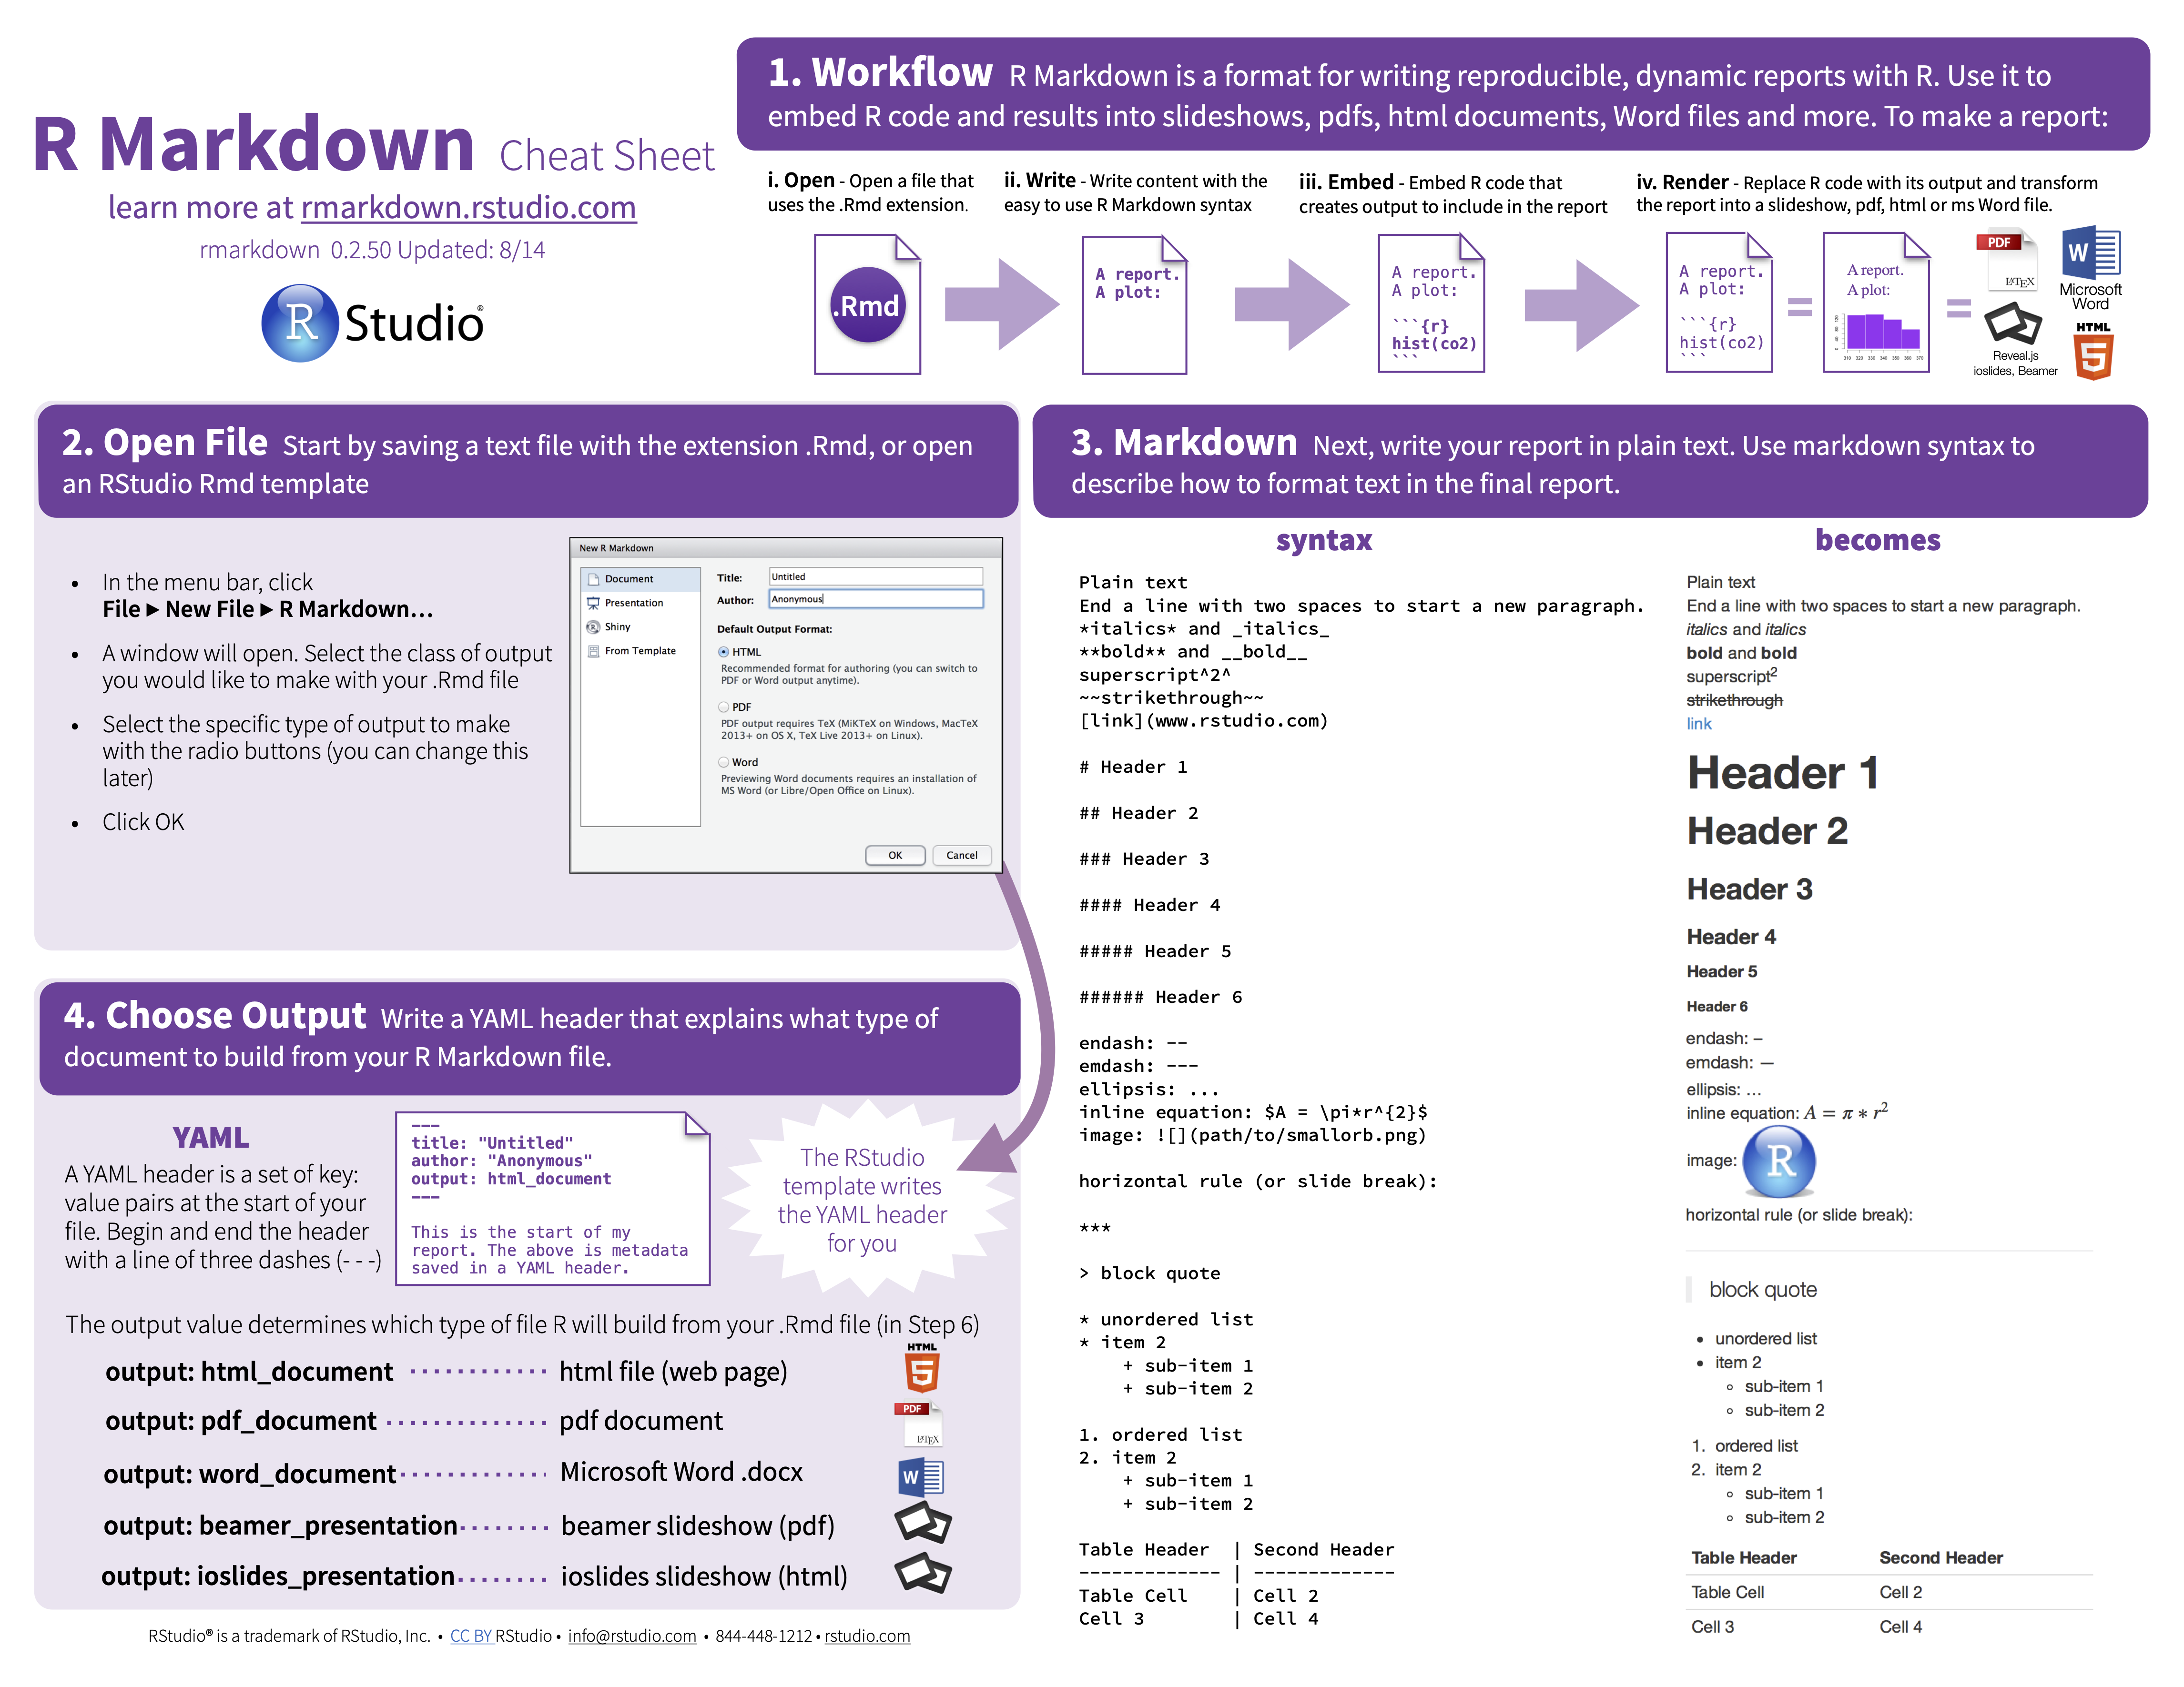 R Markdown Cheat Sheet
learn more at rmarkdown.rstudio.com
rmarkdown 0.2.50 Updated: 8/14
R Studio®
1. Workflow R Markdown is a format for writing reproducible, dynamic reports with R. Use it to
embed R code and results into slideshows, pdfs, html documents, Word files and more. To make a report:
i. Open - Open a file that
uses the .Rmd extension.
ii. Write - Write content with the
easy to use R Markdown syntax
iii. Embed - Embed R code that
creates output to include in the report
iv. Render - Replace R code with its output and transform
the report into a slideshow, pdf, html or ms Word file.
.Rmd
A report.
A plot:
A report.
A plot:
```{r}
hist(co2)
```
A report.
A plot:
```{r}
hist(co2)
```
=
A report.
A plot:
310 320 330 340 350 360 370
=
PDF
LATEX
W
Microsoft
Word
Reveal.js
ioslides, Beamer
HTML
5
2. Open File Start by saving a text file with the extension .Rmd, or open
an RStudio Rmd template
• In the menu bar, click
File ▸ New File ▸ R Markdown…
• A window will open. Select the class of output
you would like to make with your .Rmd file
• Select the specific type of output to make
with the radio buttons (you can change this
later)
• Click OK
New R Markdown
Document
Presentation
Shiny
From Template
Title: Untitled
Author: Anonymous
Default Output Format:
HTML
Recommended format for authoring (you can switch to
PDF or Word output anytime).
PDF
PDF output requires TeX (MiKTeX on Windows, MacTeX
2013+ on OS X, TeX Live 2013+ on Linux).
Word
Previewing Word documents requires an installation of
MS Word (or Libre/Open Office on Linux).
OK Cancel
4. Choose Output Write a YAML header that explains what type of
document to build from your R Markdown file.
YAML
A YAML header is a set of key:
value pairs at the start of your
file. Begin and end the header
with a line of three dashes (- - -)
---
title: "Untitled"
author: "Anonymous"
output: html_document
---
This is the start of my
report. The above is metadata
saved in a YAML header.
The RStudio
template writes
the YAML header
for you
The output value determines which type of file R will build from your .Rmd file (in Step 6)
output: html_document ············ html file (web page)
HTML
5
output: pdf_document ·············· pdf document
PDF
LATEX
output: word_document ············· Microsoft Word .docx
W
output: beamer_presentation ········ beamer slideshow (pdf)
output: ioslides_presentation ········ ioslides slideshow (html)
RStudio® is a trademark of RStudio, Inc. • CC BY RStudio • info@rstudio.com • 844-448-1212 • rstudio.com
3. Markdown Next, write your report in plain text. Use markdown syntax to
describe how to format text in the final report.
syntax
Plain text
End a line with two spaces to start a new paragraph.
*italics* and _italics_
**bold** and __bold__
superscript^2^
~~strikethrough~~
[link](www.rstudio.com)
# Header 1
## Header 2
### Header 3
#### Header 4
##### Header 5
###### Header 6
endash: --
emdash: ---
ellipsis: ...
inline equation: $A = \pi*r^{2}$
image: ![](path/to/smallorb.png)
horizontal rule (or slide break):
***
> block quote
* unordered list
* item 2
    + sub-item 1
    + sub-item 2
1. ordered list
2. item 2
    + sub-item 1
    + sub-item 2
Table Header | Second Header
------------- | -------------
Table Cell | Cell 2
Cell 3 | Cell 4
becomes
Plain text
End a line with two spaces to start a new paragraph.
italics and italics
bold and bold
superscript²
strikethrough
link
Header 1
Header 2
Header 3
Header 4
Header 5
Header 6
endash: –
emdash: —
ellipsis: …
inline equation: A = π ∗ r²
image: R
horizontal rule (or slide break):
block quote
• unordered list
• item 2
◦ sub-item 1
◦ sub-item 2
1. ordered list
2. item 2
◦ sub-item 1
◦ sub-item 2
Table Header Second Header
Table Cell Cell 2
Cell 3 Cell 4